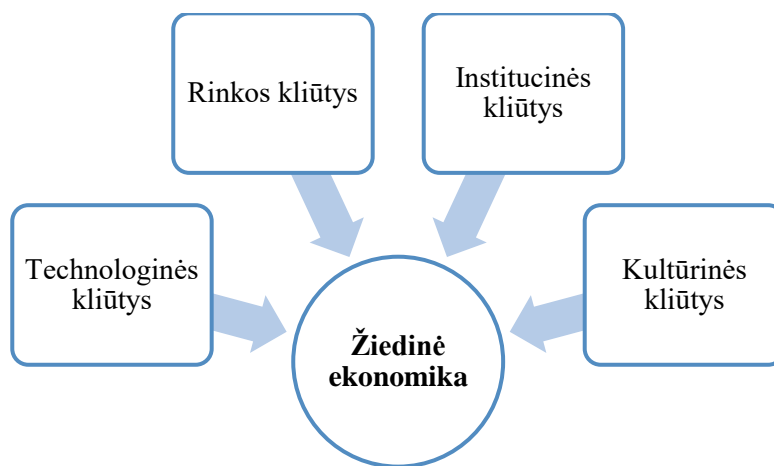 Rinkos kliūtys
Institucinės
kliūtys
Technologinės
kliūtys
Kultūrinės
kliūtys
Žiedinė
ekonomika